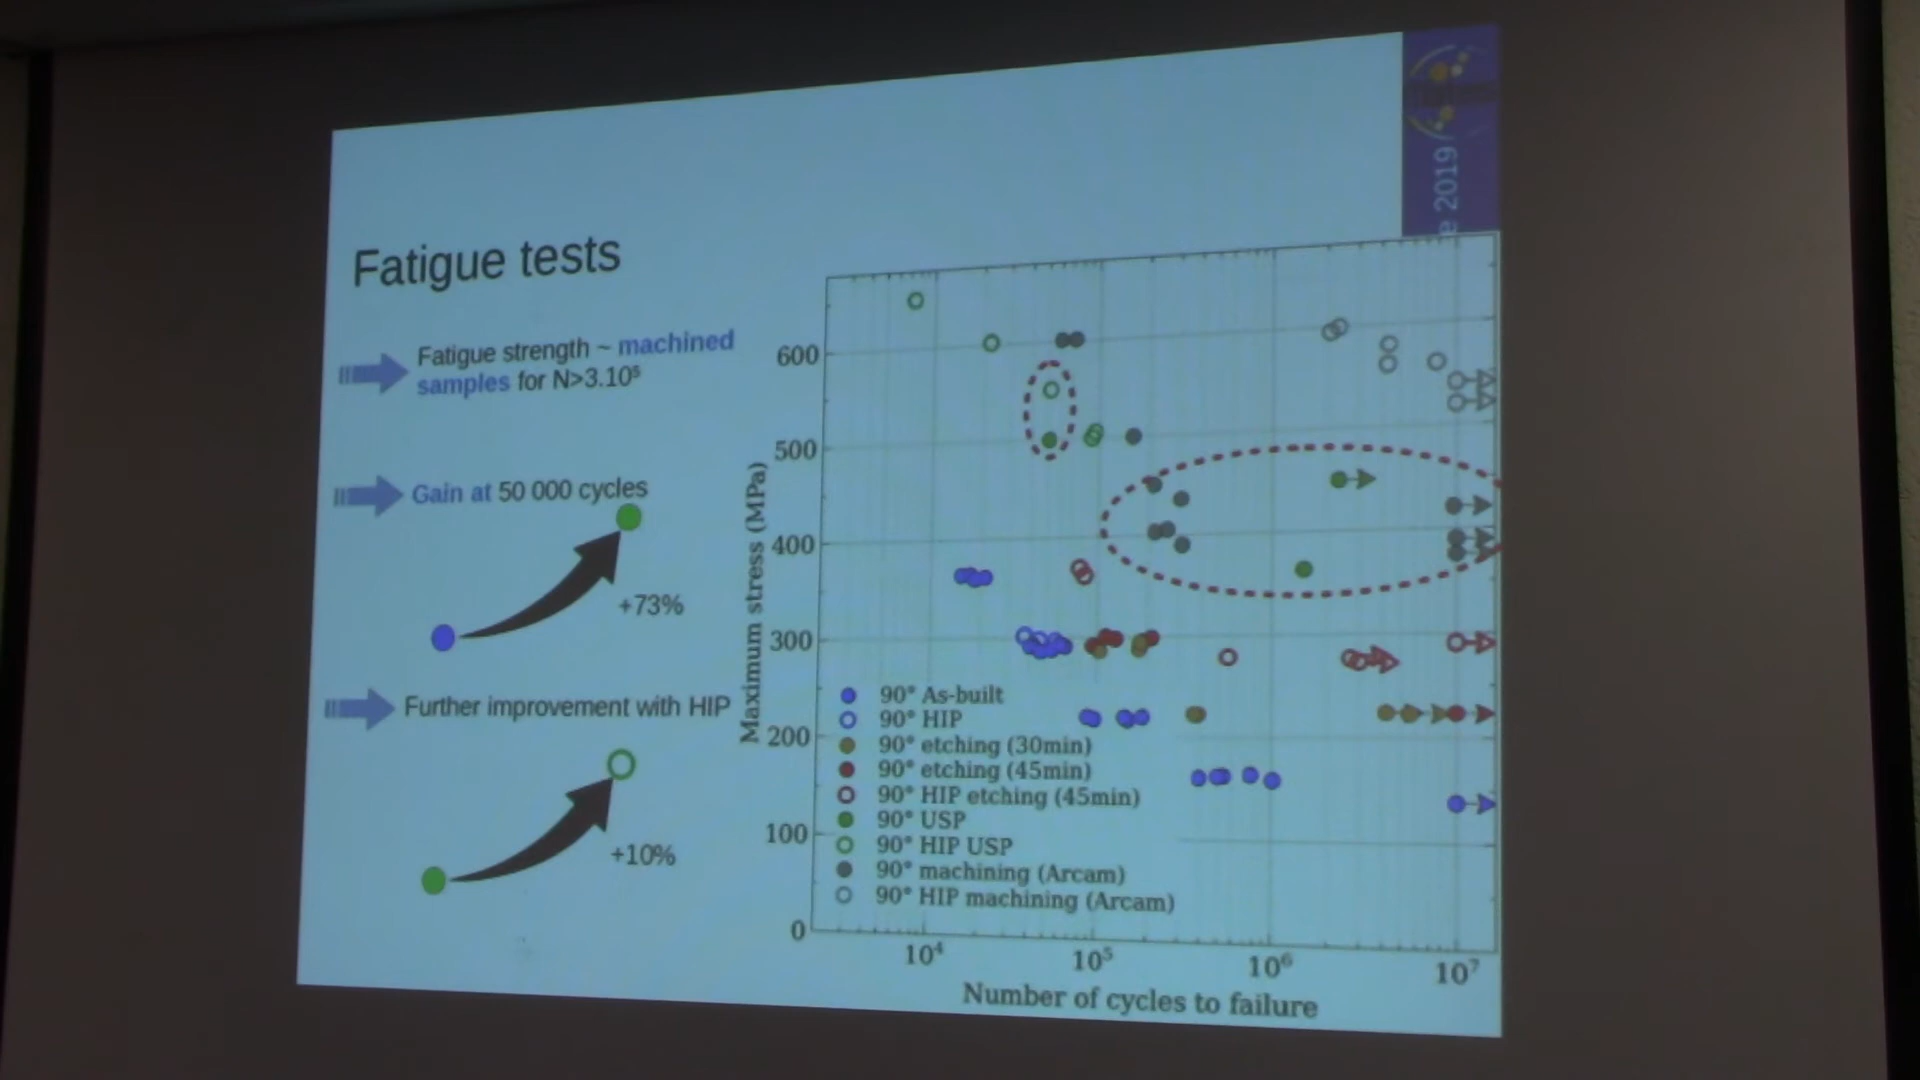 e 2019
Fatigue tests
Fatigue strength ~ machined
samples for N>3.10⁵
Gain at 50 000 cycles
+73%
Further improvement with HIP
+10%
Maximum stress (MPa)
600
500
400
300
200
100
0
90° As-built
90° HIP
90° etching (30min)
90° etching (45min)
90° HIP etching (45min)
90° USP
90° HIP USP
90° machining (Arcam)
90° HIP machining (Arcam)
10⁴
10⁵
10⁶
10⁷
Number of cycles to failure